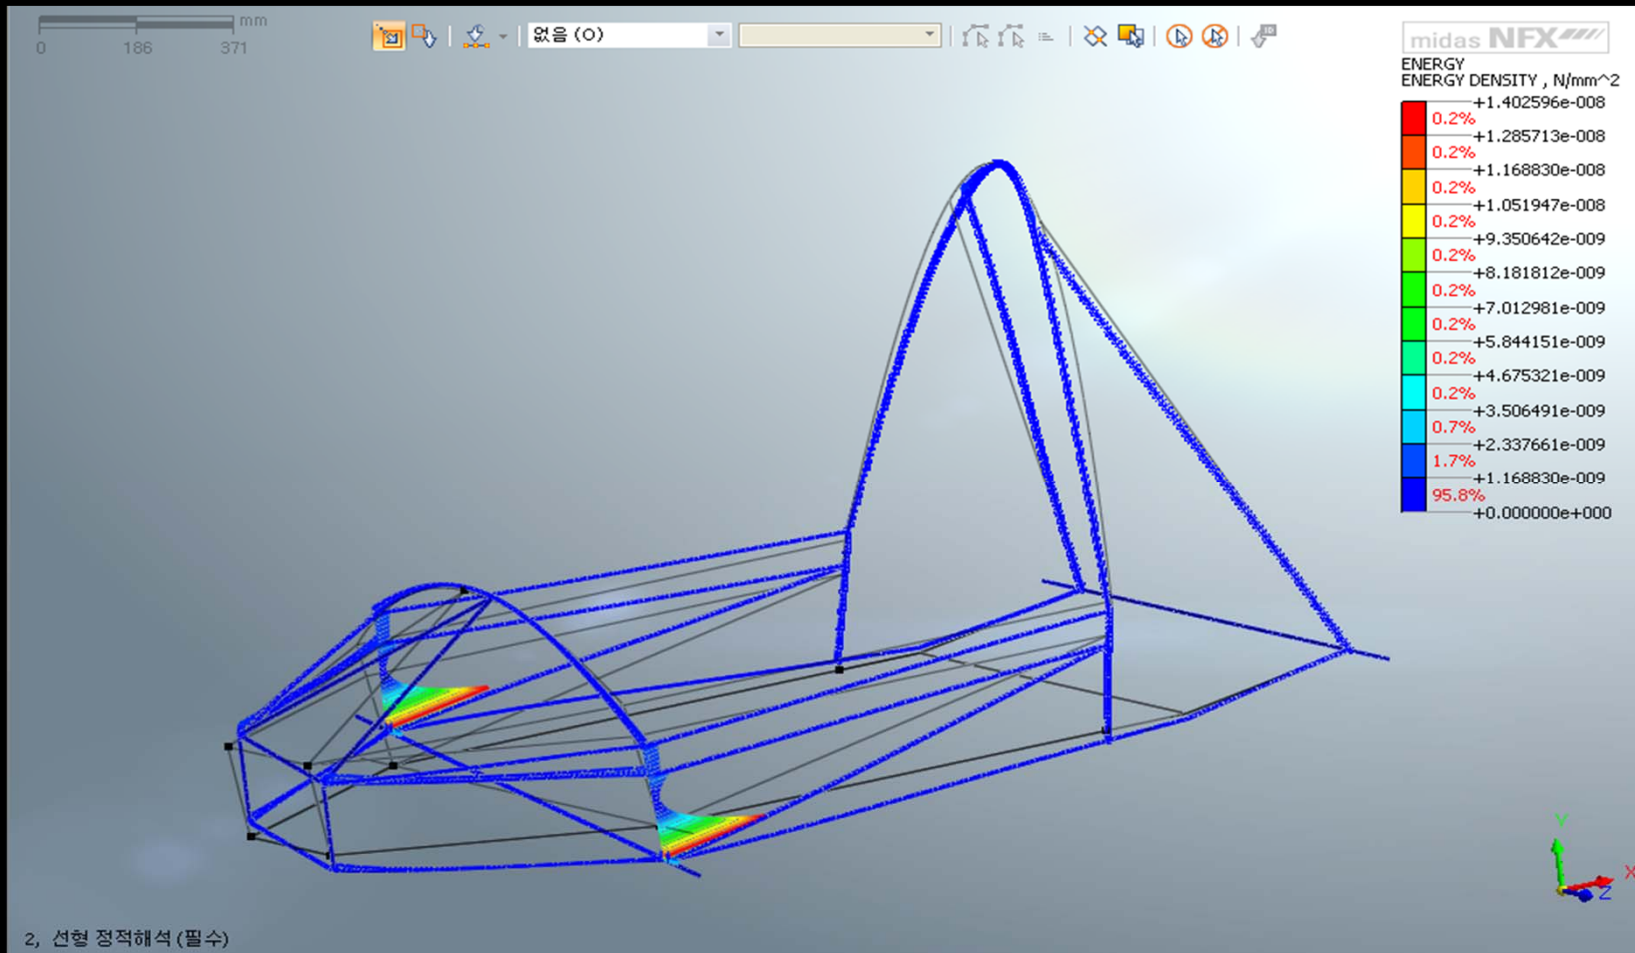 mm
0 186 371
없음 (0)
midas NFX
ENERGY
ENERGY DENSITY , N/mm^2
+1.402596e-008
0.2%
+1.285713e-008
0.2%
+1.168830e-008
0.2%
+1.051947e-008
0.2%
+9.350642e-009
0.2%
+8.181812e-009
0.2%
+7.012981e-009
0.2%
+5.844151e-009
0.2%
+4.675321e-009
0.2%
+3.506491e-009
0.7%
+2.337661e-009
1.7%
+1.168830e-009
95.8%
+0.000000e+000
Y
X
Z
2, 선형 정적해석 (필수)